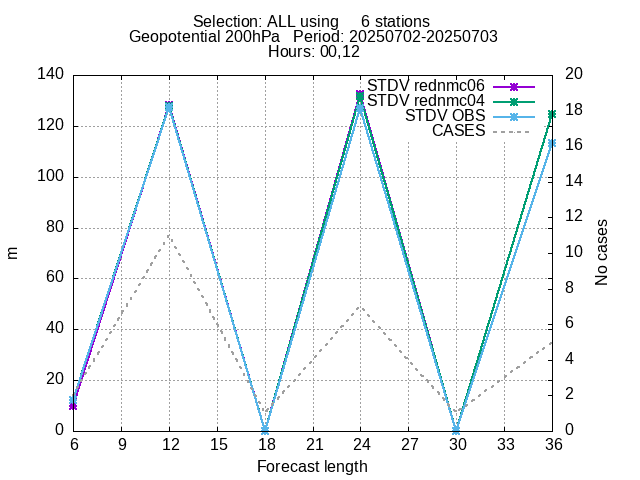 Selection: ALL using 6 stations
Geopotential 200hPa Period: 20250702-20250703
Hours: 00,12
STDV rednmc06
STDV rednmc04
STDV OBS
CASES
140
120
100
80
60
40
20
0
m
20
18
16
14
12
10
8
6
4
2
0
No cases
6 9 12 15 18 21 24 27 30 33 36
Forecast length